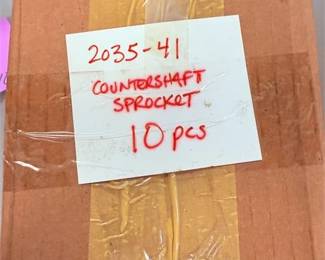 2035-41
COUNTERSHAFT
SPROCKET
10 pcs